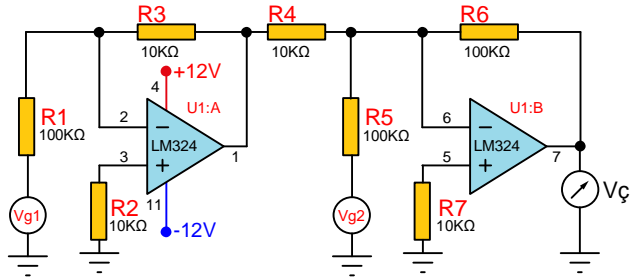 R3
10KΩ
R4
10KΩ
R6
100KΩ
4
+12V
R1
100KΩ
U1:A
2
LM324
3
1
11
-12V
R2
10KΩ
Vg1
R5
100KΩ
Vg2
U1:B
6
LM324
5
7
R7
10KΩ
Vç